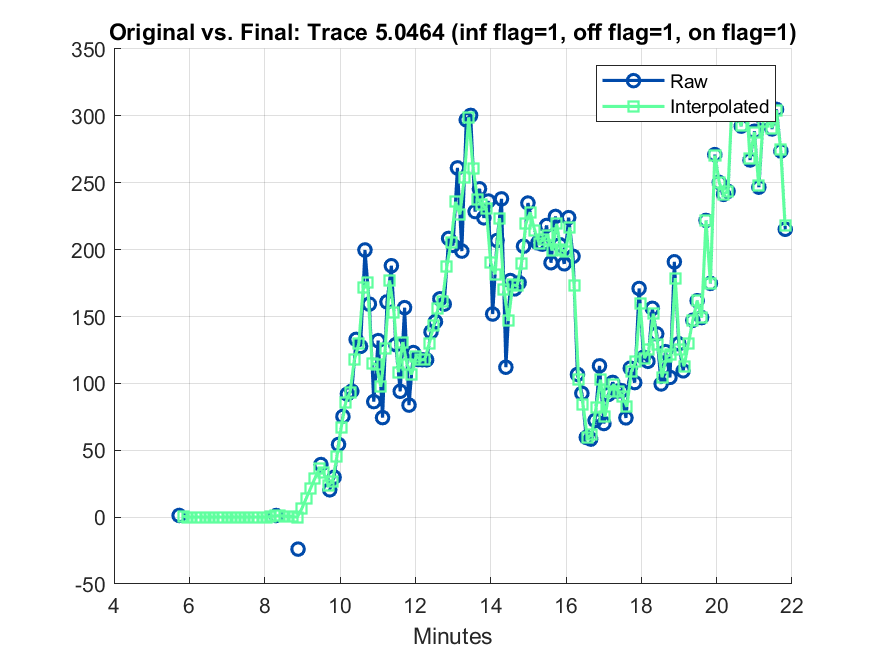 Original vs. Final: Trace 5.0464 (inf flag=1, off flag=1, on flag=1)
350
300
250
200
150
100
50
0
-50
Raw
Interpolated
4 6 8 10 12 14 16 18 20 22
Minutes